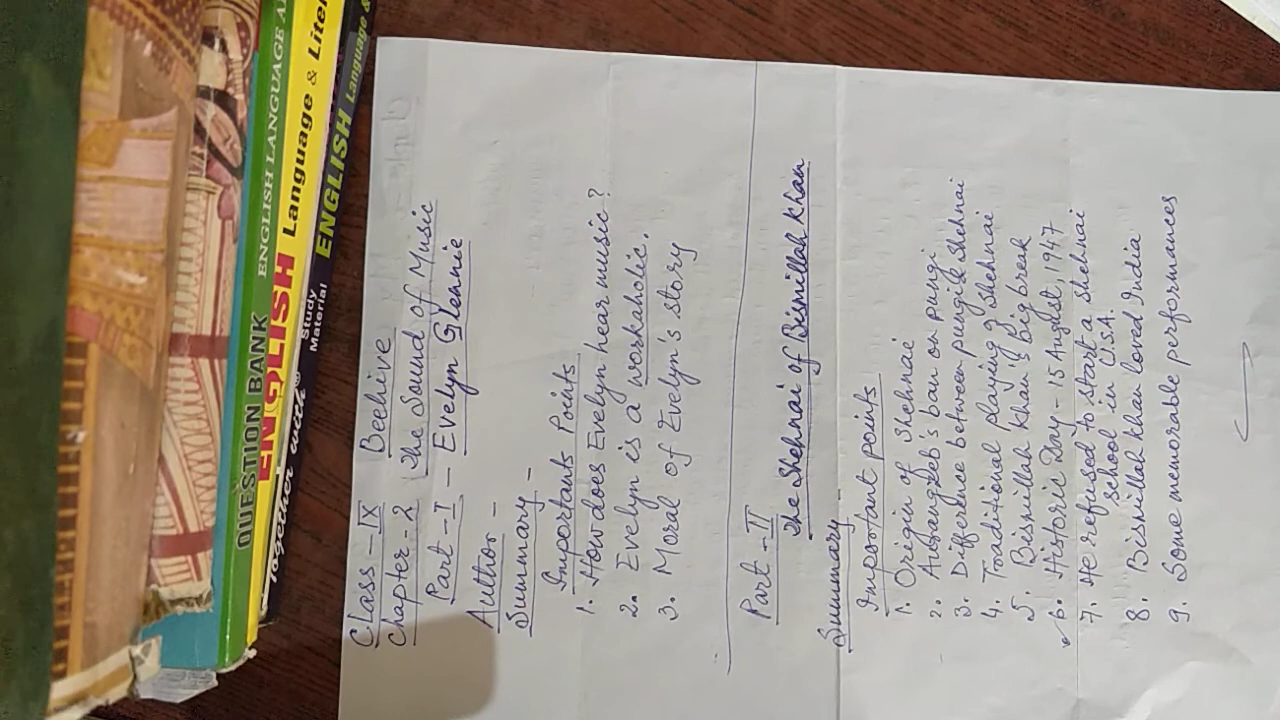 QUESTION BANK
ENGLISH LANGUAGE A
ENGLISH Language & Liter
Together with®
Study
Material
ENGLISH Language &
Class - IX Beehive
Chapter - 2 The Sound of Music
Part - I - Evelyn Glennie
Author -
Summary -
Importants Points
1. How does Evelyn hear music?
2. Evelyn is a workaholic.
3. Moral of Evelyn's story
Part - II
The Shehnai of Bismillah Khan
Summary -
Important points
1. Origin of Shehnai
2. Aurangzeb's ban on pungi
3. Difference between pungi & Shehnai
4. Traditional playing of Shehnai
5. Bismillah Khan's big break
6. Historic Day - 15 August, 1947
7. He refused to start a shehnai
school in U.S.A.
8. Bismillah Khan loved India
9. Some memorable performances